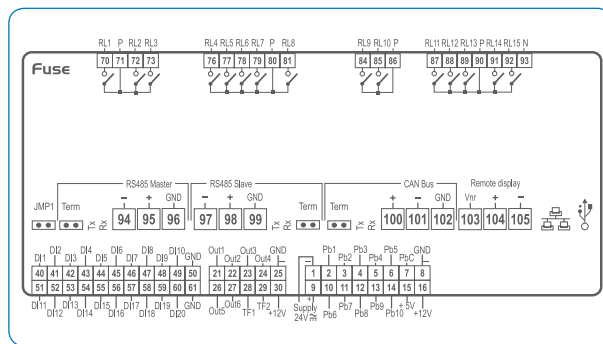 RL1 P RL2 RL3 RL4 RL5 RL6 RL7 P RL8 RL9 RL10 P RL11 RL12 RL13 P RL14 RL15 N
70 71 72 73 76 77 78 79 80 81 84 85 86 87 88 89 90 91 92 93
Fuse
RS485 Master RS485 Slave CAN Bus Remote display
JMP1 Term − + GND − + GND Term Term + − GND Vnr + −
Tx Rx 94 95 96 97 98 99 Tx Rx Tx Rx 100 101 102 103 104 105
DI2 DI4 DI6 DI8 DI10 GND Out1 Out3 GND Pb1 Pb3 Pb5 GND
DI1 DI3 DI5 DI7 DI9 Out2 Out4 Pb2 Pb4 PbC
40 41 42 43 44 45 46 47 48 49 50 21 22 23 24 25 1 2 3 4 5 6 7 8
51 52 53 54 55 56 57 58 59 60 61 26 27 28 29 30 9 10 11 12 13 14 15 16
DI11 DI13 DI15 DI17 DI19 GND Out6 TF2 + Pb7 Pb9 + 5V
DI12 DI14 DI16 DI18 DI20 Out5 TF1 +12V Supply 24V Pb6 Pb8 Pb10 +12V